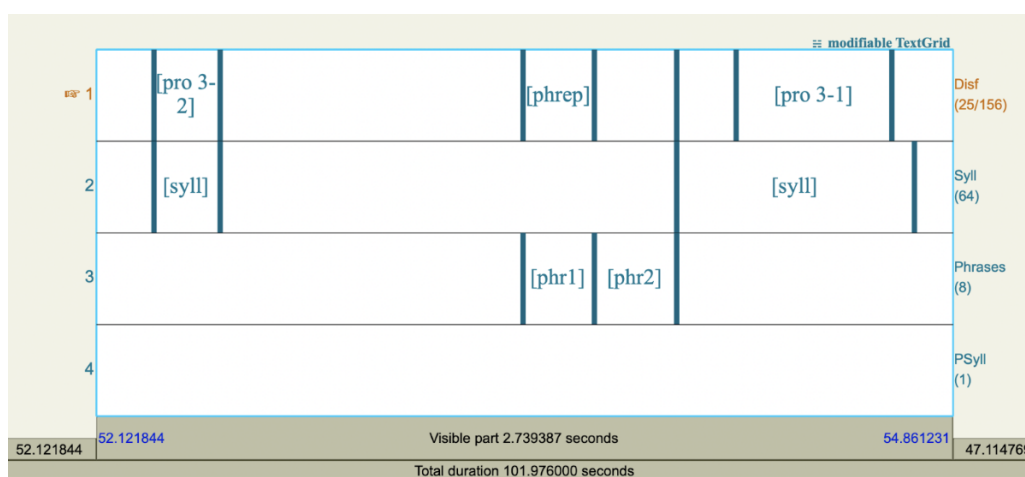 modifiable TextGrid
1
[pro 3-
2]
[phrep]
[pro 3-1]
Disf
(25/156)
2
[syll]
[syll]
Syll
(64)
3
[phr1]
[phr2]
Phrases
(8)
4
PSyll
(1)
52.121844
Visible part 2.739387 seconds
54.861231
52.121844
47.114769
Total duration 101.976000 seconds